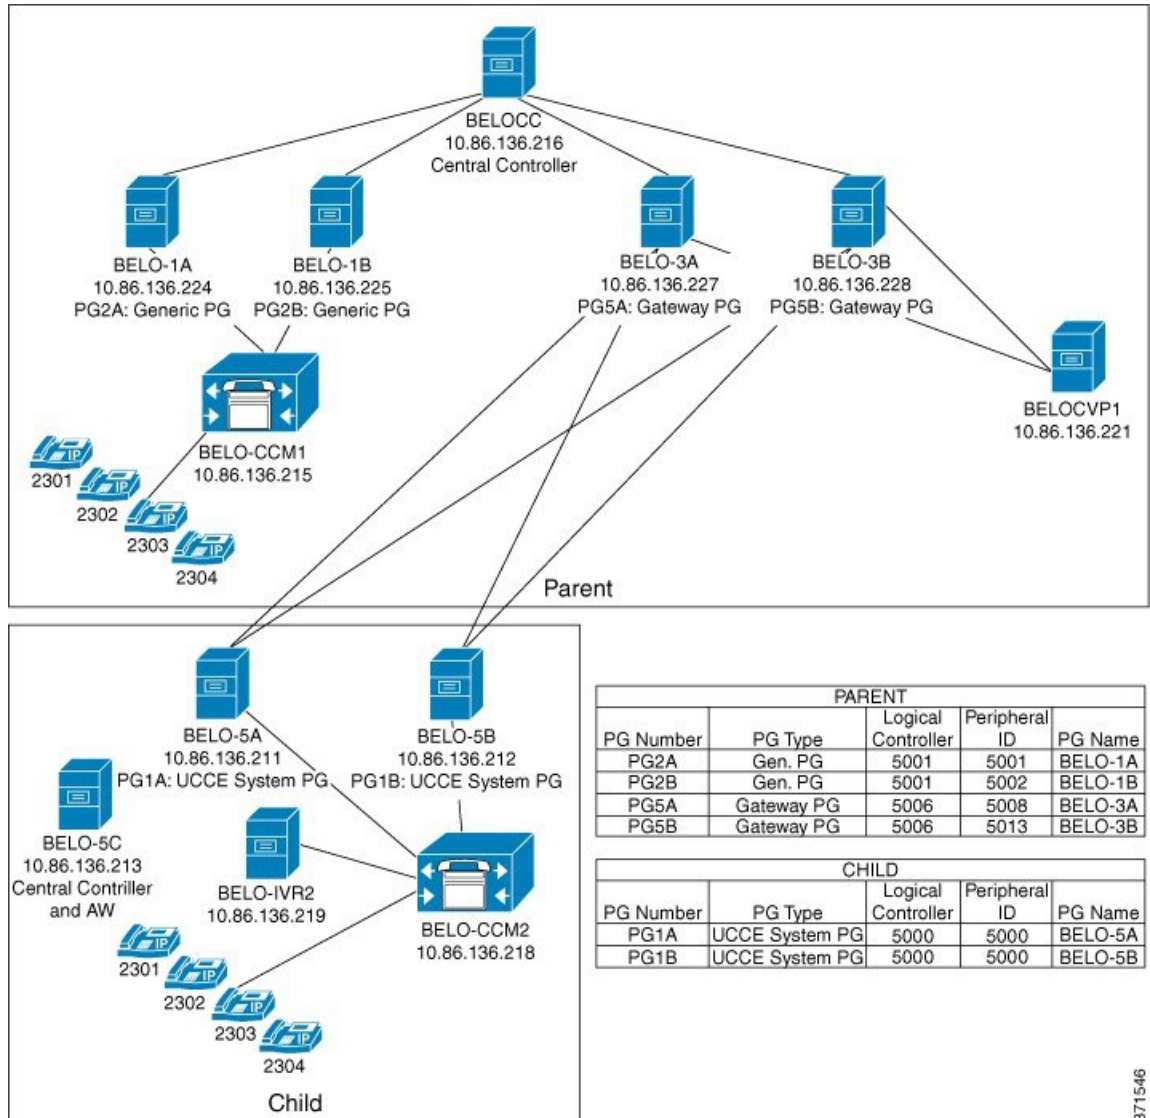 BELOCC
10.86.136.216
Central Controller
BELO-1A
10.86.136.224
PG2A: Generic PG
BELO-1B
10.86.136.225
PG2B: Generic PG
BELO-3A
10.86.136.227
PG5A: Gateway PG
BELO-3B
10.86.136.228
PG5B: Gateway PG
BELOCVP1
10.86.136.221
BELO-CCM1
10.86.136.215
IP
2301
IP
2302
IP
2303
IP
2304
Parent
BELO-5A
10.86.136.211
PG1A: UCCE System PG
BELO-5B
10.86.136.212
PG1B: UCCE System PG
BELO-5C
10.86.136.213
Central Contriller
and AW
BELO-IVR2
10.86.136.219
BELO-CCM2
10.86.136.218
IP
2301
IP
2302
IP
2303
IP
2304
Child
PARENT
PG Number PG Type Logical Controller Peripheral ID PG Name
PG2A Gen. PG 5001 5001 BELO-1A
PG2B Gen. PG 5001 5002 BELO-1B
PG5A Gateway PG 5006 5008 BELO-3A
PG5B Gateway PG 5006 5013 BELO-3B
CHILD
PG Number PG Type Logical Controller Peripheral ID PG Name
PG1A UCCE System PG 5000 5000 BELO-5A
PG1B UCCE System PG 5000 5000 BELO-5B
371546